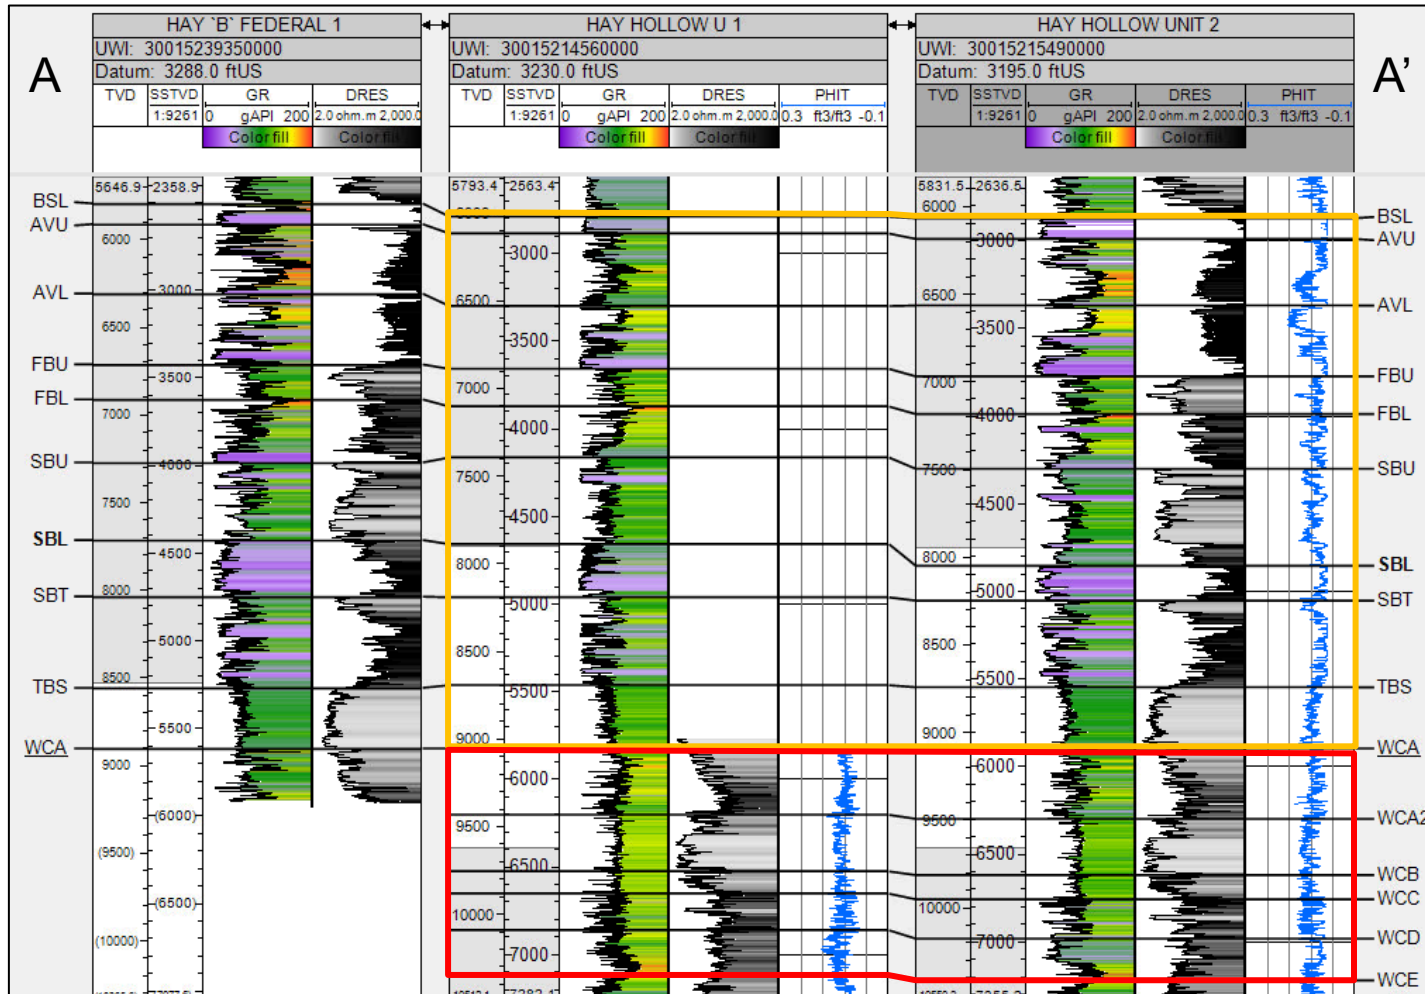 A
A’
HAY `B` FEDERAL 1
UWI: 30015239350000
Datum: 3288.0 ftUS
TVD SSTVD GR DRES
1:9261 0 gAPI 200 2.0 ohm.m 2,000.0
Color fill Color fill
HAY HOLLOW U 1
UWI: 30015214560000
Datum: 3230.0 ftUS
TVD SSTVD GR DRES PHIT
1:9261 0 gAPI 200 2.0 ohm.m 2,000.0 0.3 ft3/ft3 -0.1
Color fill Color fill
HAY HOLLOW UNIT 2
UWI: 30015215490000
Datum: 3195.0 ftUS
TVD SSTVD GR DRES PHIT
1:9261 0 gAPI 200 2.0 ohm.m 2,000.0 0.3 ft3/ft3 -0.1
Color fill Color fill
BSL
AVU
AVL
FBU
FBL
SBU
SBL
SBT
TBS
WCA
5646.9
6000
6500
7000
7500
8000
8500
9000
(9500)
(10000)
2358.9
3000
3500
4000
4500
5000
5500
(6000)
(6500)
5793.4
6500
7000
7500
8000
8500
9000
9500
10000
2563.4
3000
3500
4000
4500
5000
5500
6000
6500
7000
5831.5
6000
6500
7000
7500
8000
8500
9000
9500
10000
2636.5
3000
3500
4000
4500
5000
5500
6000
6500
7000
BSL
AVU
AVL
FBU
FBL
SBU
SBL
SBT
TBS
WCA
WCA2
WCB
WCC
WCD
WCE